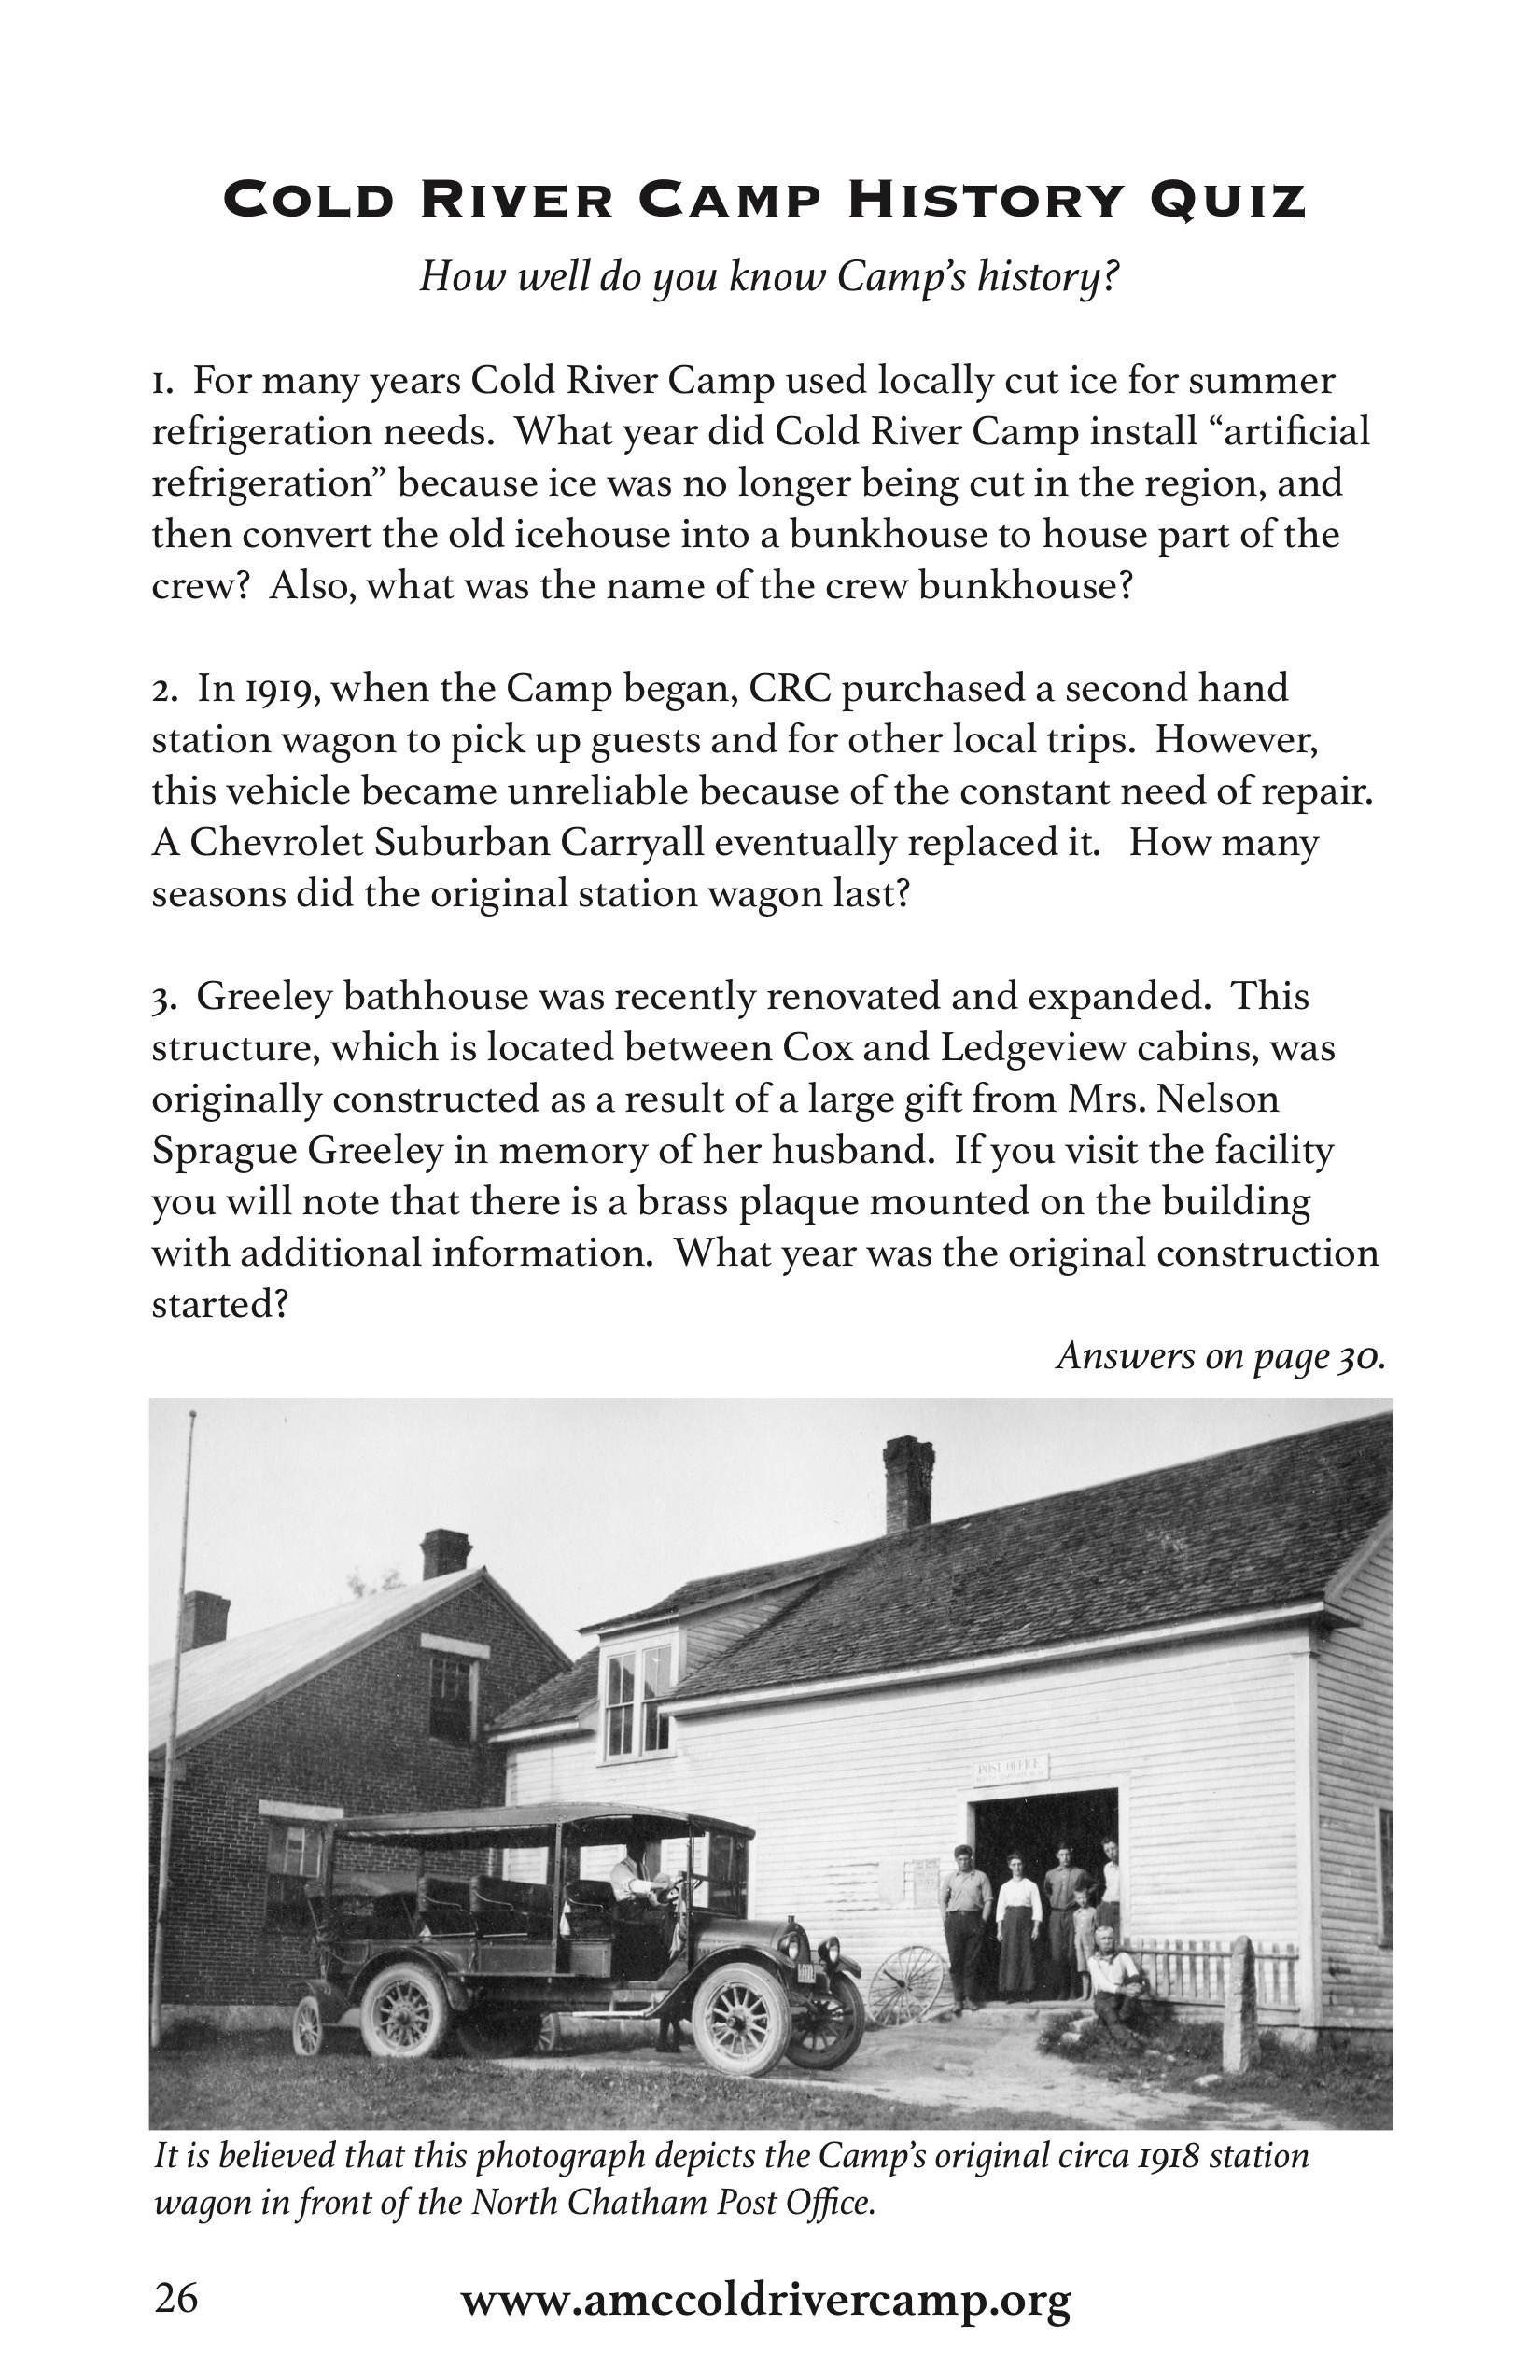 Cold River Camp History Quiz
How well do you know Camp’s history?
1.  For many years Cold River Camp used locally cut ice for summer
refrigeration needs.  What year did Cold River Camp install “artificial
refrigeration” because ice was no longer being cut in the region, and
then convert the old icehouse into a bunkhouse to house part of the
crew?  Also, what was the name of the crew bunkhouse?
2.  In 1919, when the Camp began, CRC purchased a second hand
station wagon to pick up guests and for other local trips.  However,
this vehicle became unreliable because of the constant need of repair.
A Chevrolet Suburban Carryall eventually replaced it.   How many
seasons did the original station wagon last?
3.  Greeley bathhouse was recently renovated and expanded.  This
structure, which is located between Cox and Ledgeview cabins, was
originally constructed as a result of a large gift from Mrs. Nelson
Sprague Greeley in memory of her husband.  If you visit the facility
you will note that there is a brass plaque mounted on the building
with additional information.  What year was the original construction
started?
Answers on page 30.
POST OFFICE
It is believed that this photograph depicts the Camp’s original circa 1918 station
wagon in front of the North Chatham Post Office.
26
www.amccoldrivercamp.org